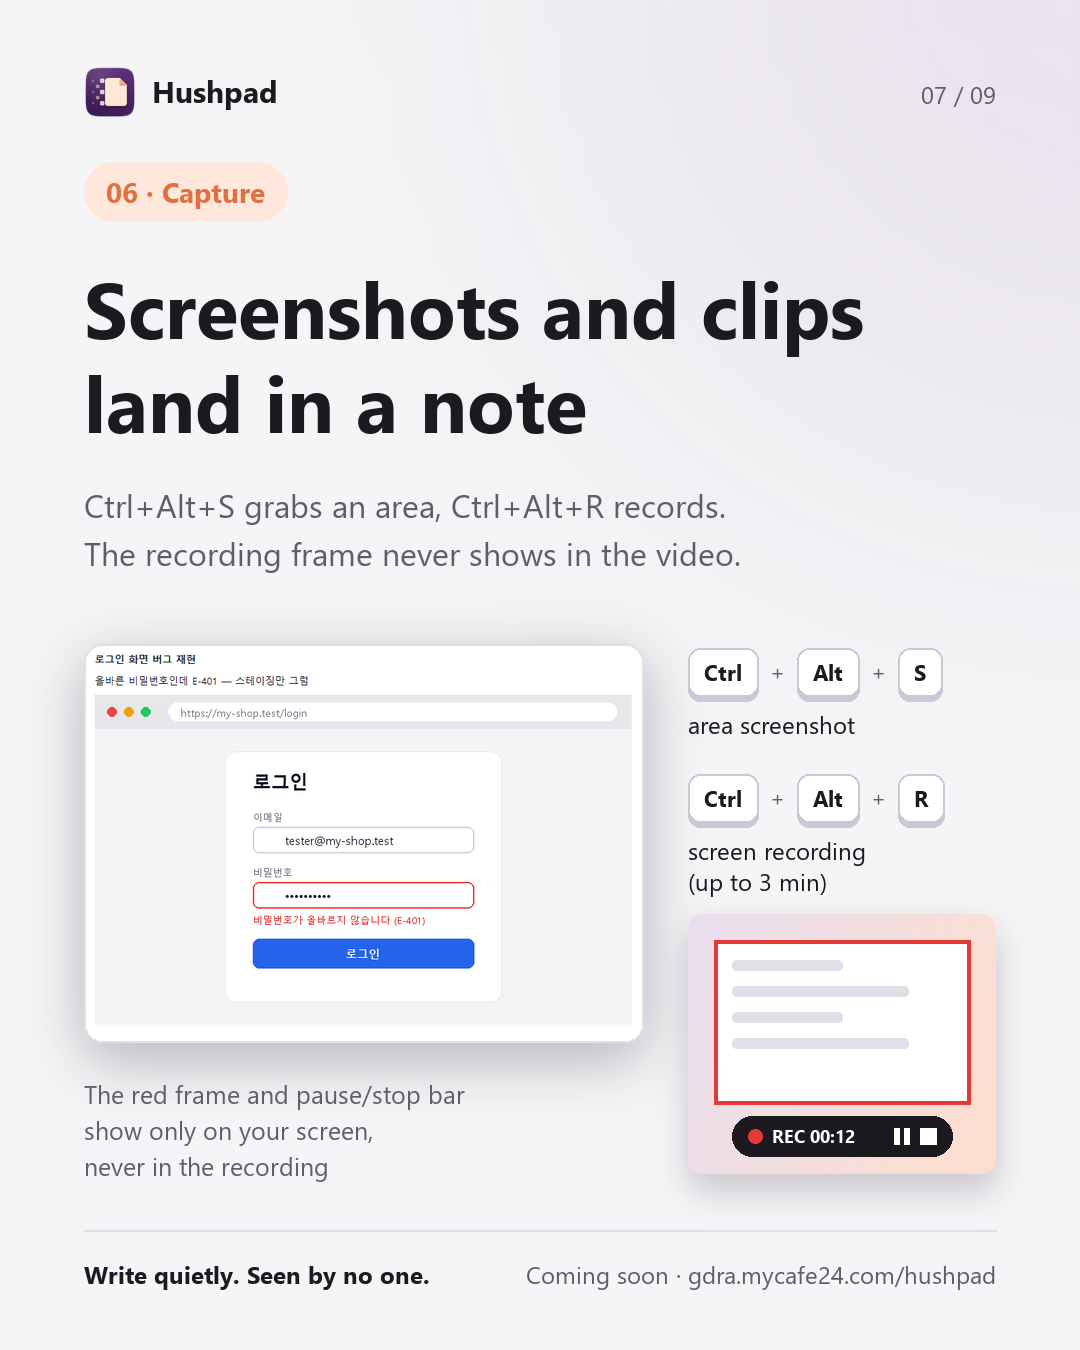 Hushpad
07 / 09
06 · Capture
Screenshots and clips
land in a note
Ctrl+Alt+S grabs an area, Ctrl+Alt+R records.
The recording frame never shows in the video.
로그인 화면 버그 재현
올바른 비밀번호인데 E-401 — 스테이징만 그럼
https://my-shop.test/login
로그인
이메일
tester@my-shop.test
비밀번호
••••••••••
비밀번호가 올바르지 않습니다 (E-401)
로그인
Ctrl + Alt + S
area screenshot
Ctrl + Alt + R
screen recording
(up to 3 min)
REC 00:12
The red frame and pause/stop bar
show only on your screen,
never in the recording
Write quietly. Seen by no one.
Coming soon · gdra.mycafe24.com/hushpad